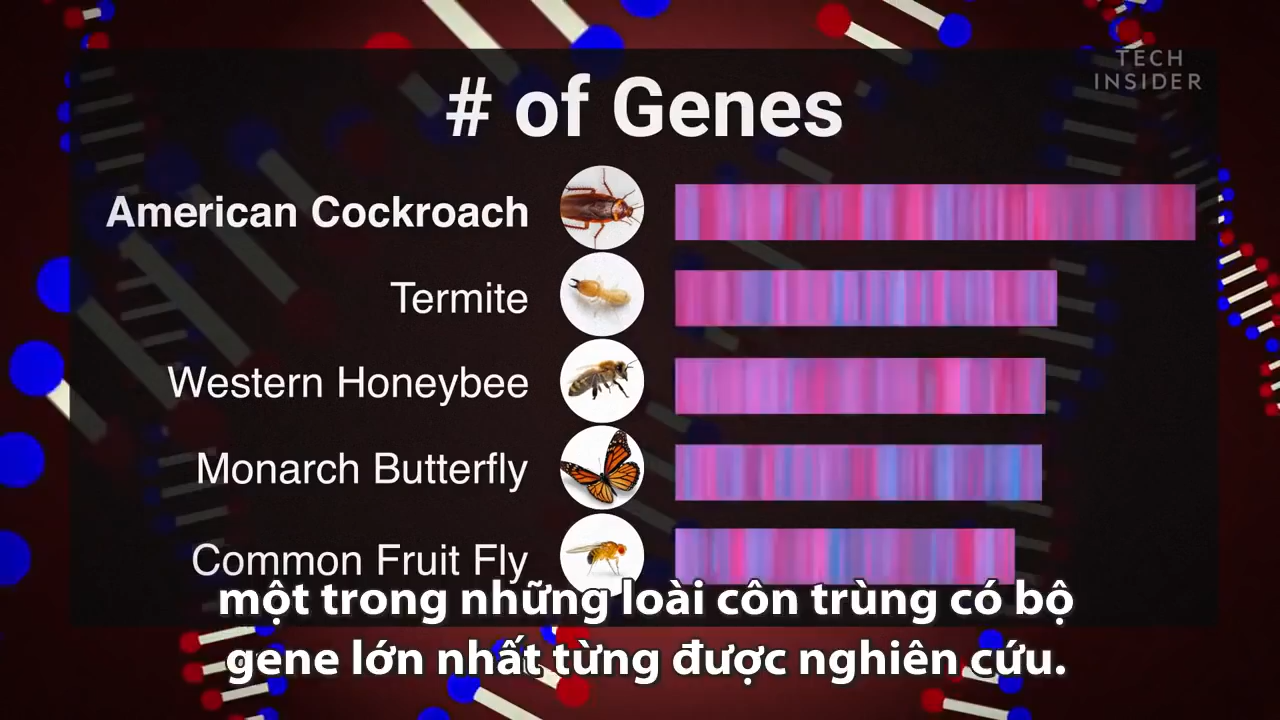 TECH
INSIDER
# of Genes
American Cockroach
Termite
Western Honeybee
Monarch Butterfly
Common Fruit Fly
một trong những loài côn trùng có bộ
gene lớn nhất từng được nghiên cứu.